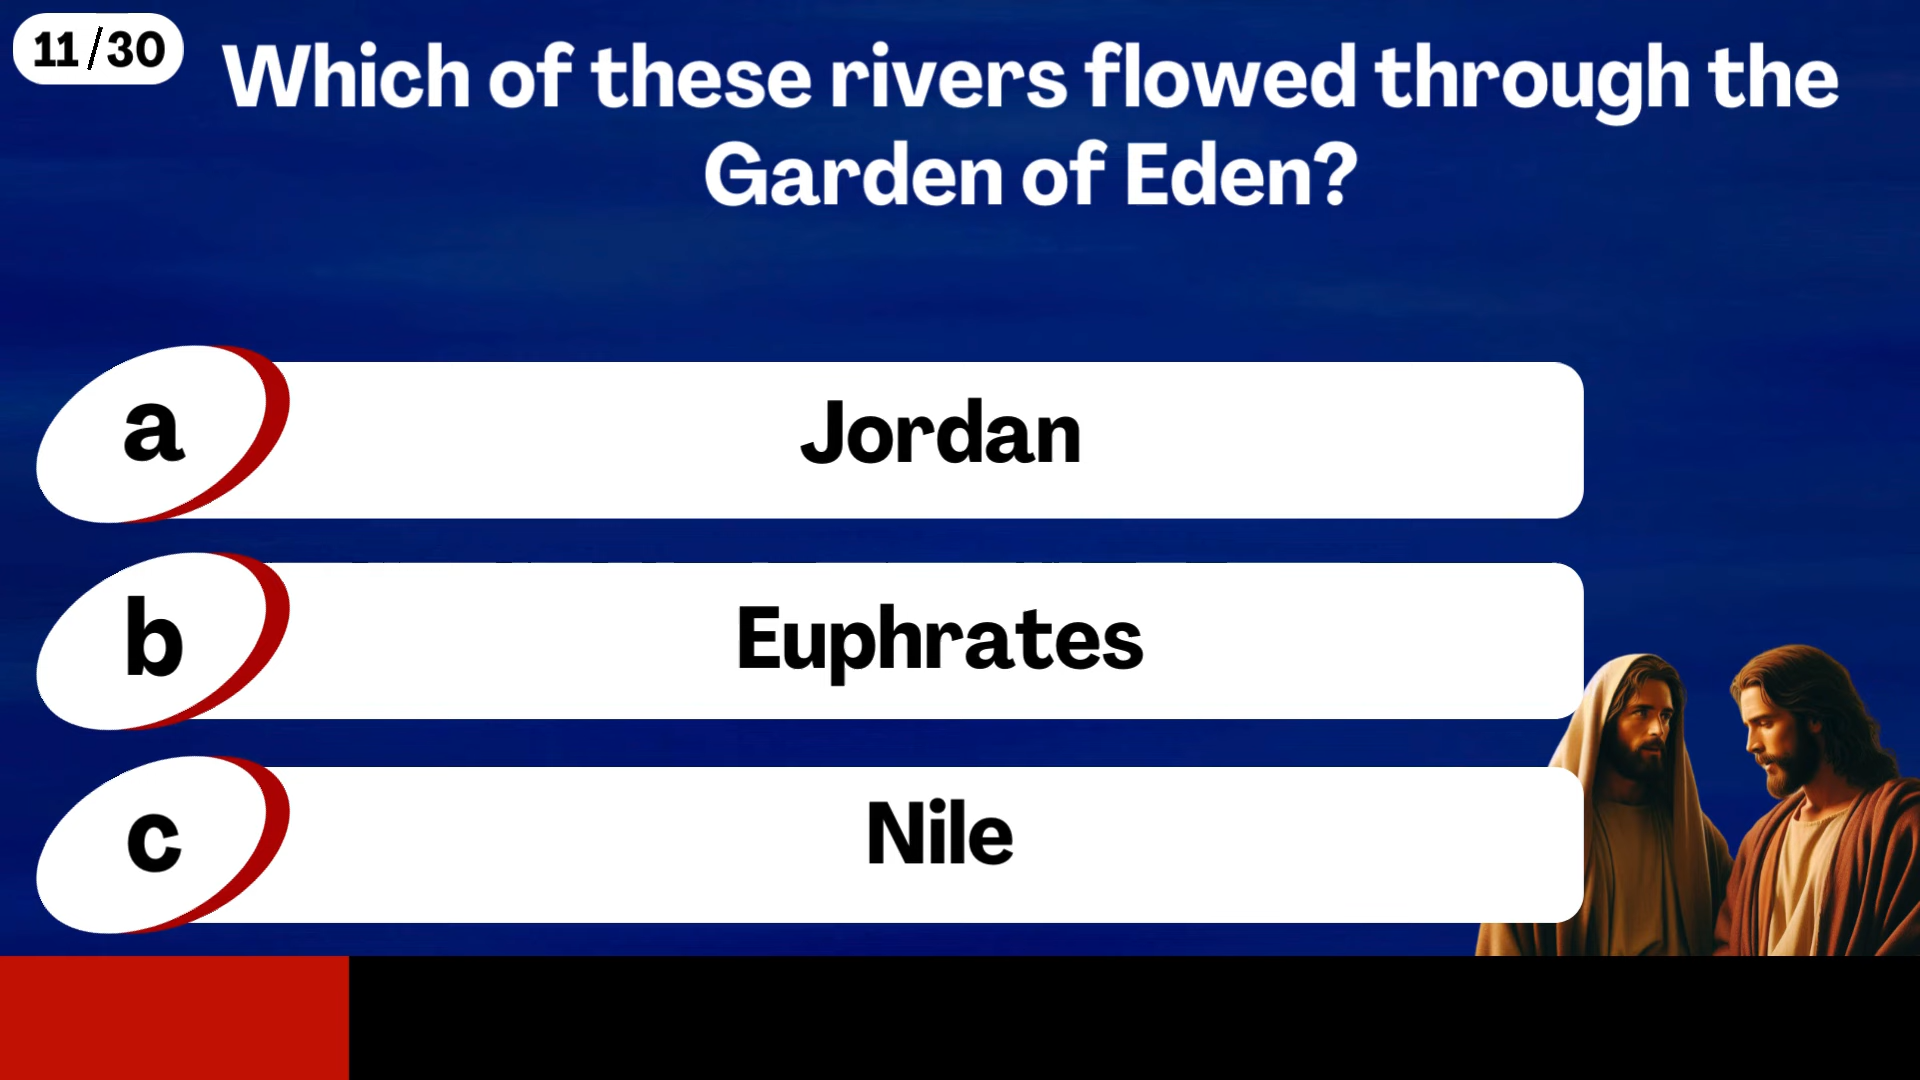 11/30
Which of these rivers flowed through the
Garden of Eden?
a
Jordan
b
Euphrates
c
Nile